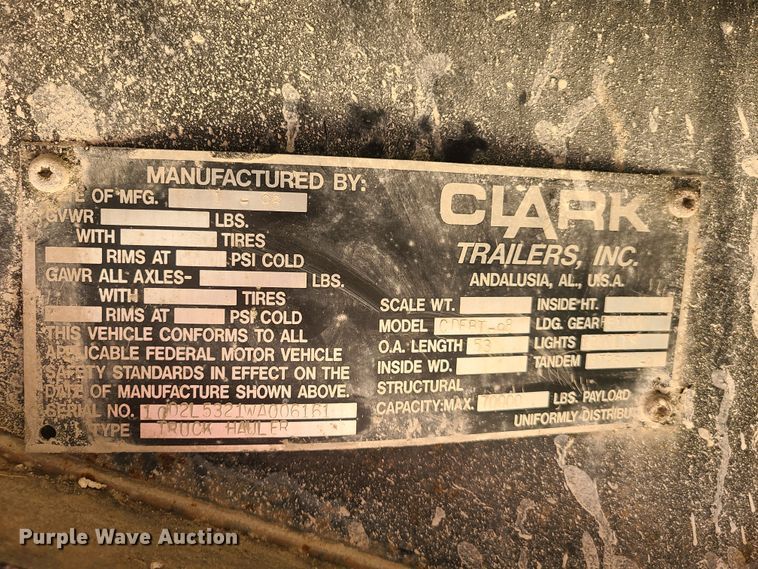 MANUFACTURED BY:
OF MFG.
GVWR LBS.
WITH TIRES
RIMS AT PSI COLD
GAWR ALL AXLES- LBS.
WITH TIRES
RIMS AT PSI COLD
THIS VEHICLE CONFORMS TO ALL
APPLICABLE FEDERAL MOTOR VEHICLE
SAFETY STANDARDS IN EFFECT ON THE
DATE OF MANUFACTURE SHOWN ABOVE.
SERIAL NO.
TYPE TRUCK HAULER
CLARK
TRAILERS, INC.
ANDALUSIA, AL., U.S.A.
SCALE WT. INSIDE HT.
MODEL LDG. GEAR
O.A. LENGTH 53 LIGHTS
INSIDE WD. TANDEM
STRUCTURAL
CAPACITY: MAX. 70000 LBS. PAYLOAD
UNIFORMLY
Purple Wave Auction